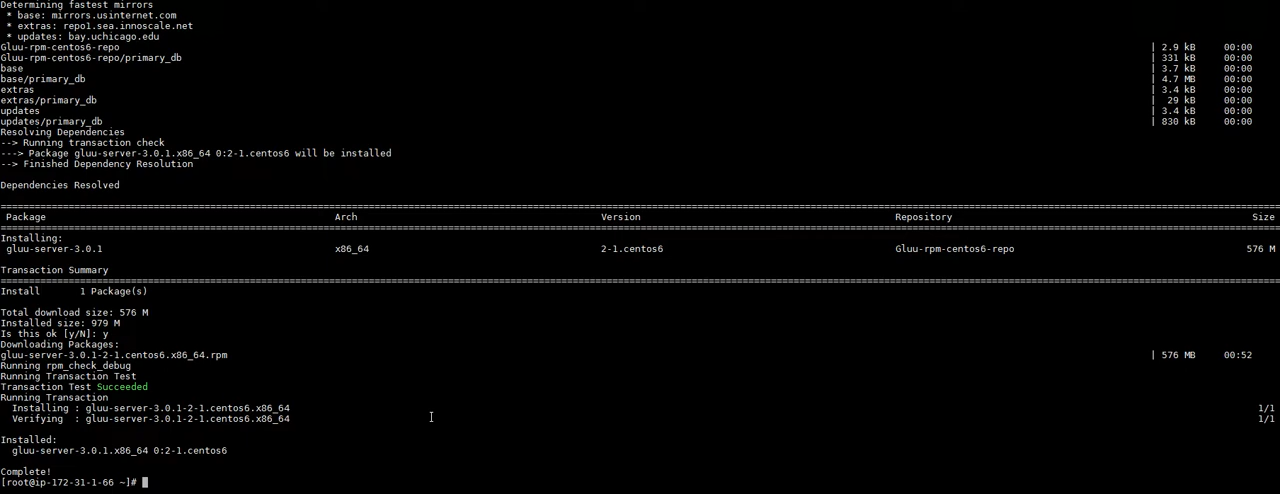 Determining fastest mirrors
 * base: mirrors.usinternet.com
 * extras: repo1.sea.innoscale.net
 * updates: bay.uchicago.edu
Gluu-rpm-centos6-repo | 2.9 kB 00:00
Gluu-rpm-centos6-repo/primary_db | 331 kB 00:00
base | 3.7 kB 00:00
base/primary_db | 4.7 MB 00:00
extras | 3.4 kB 00:00
extras/primary_db | 29 kB 00:00
updates | 3.4 kB 00:00
updates/primary_db | 830 kB 00:00
Resolving Dependencies
--> Running transaction check
---> Package gluu-server-3.0.1.x86_64 0:2-1.centos6 will be installed
--> Finished Dependency Resolution
Dependencies Resolved
Package Arch Version Repository Size
Installing:
gluu-server-3.0.1 x86_64 2-1.centos6 Gluu-rpm-centos6-repo 576 M
Transaction Summary
Install 1 Package(s)
Total download size: 576 M
Installed size: 979 M
Is this ok [y/N]: y
Downloading Packages:
gluu-server-3.0.1-2-1.centos6.x86_64.rpm | 576 MB 00:52
Running rpm_check_debug
Running Transaction Test
Transaction Test Succeeded
Running Transaction
Installing : gluu-server-3.0.1-2-1.centos6.x86_64 1/1
Verifying : gluu-server-3.0.1-2-1.centos6.x86_64 1/1
Installed:
gluu-server-3.0.1.x86_64 0:2-1.centos6
Complete!
[root@ip-172-31-1-66 ~]#